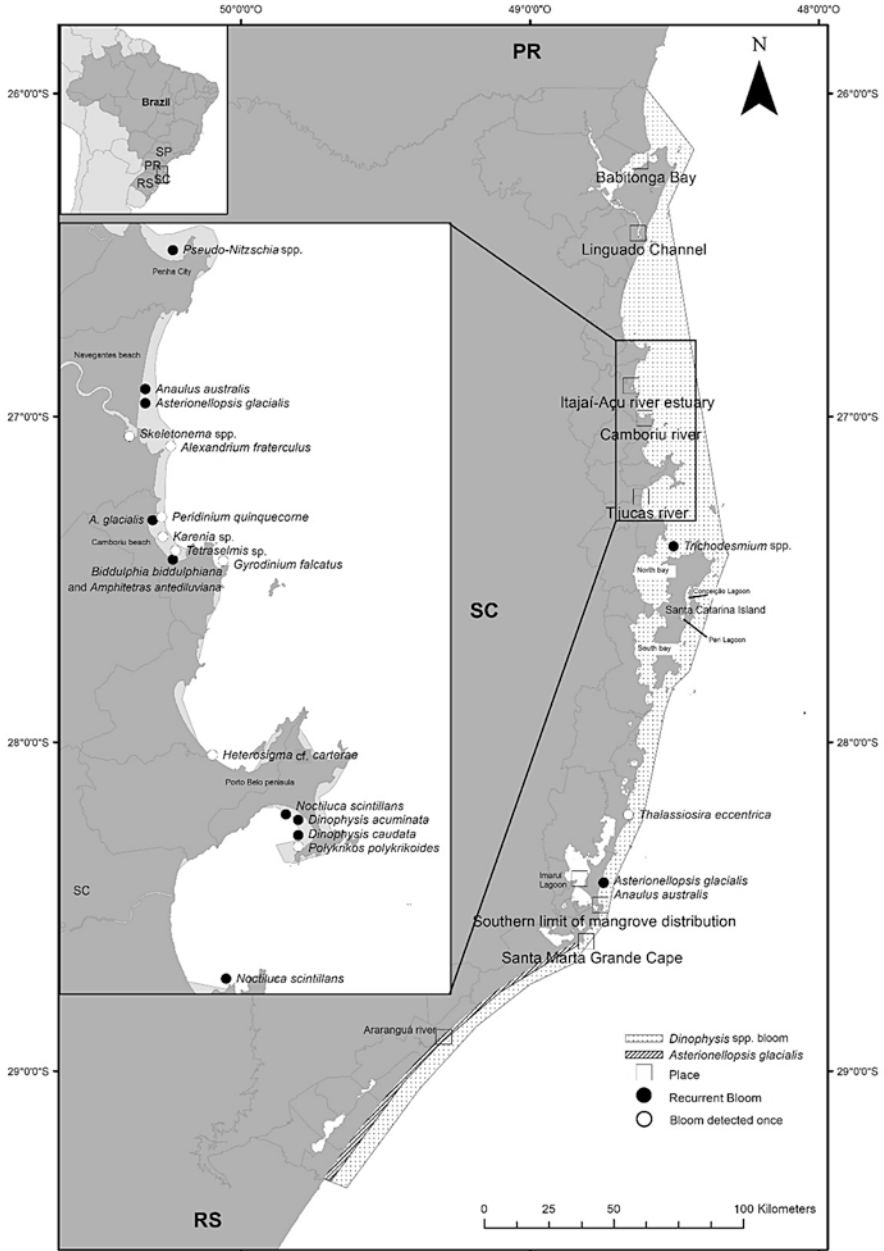 50°0'0"W
49°0'0"W
48°0'0"W
PR
N
26°0'0"S
26°0'0"S
Brazil
SP
PR
SC
RS
Babitonga Bay
Linguado Channel
Pseudo-Nitzschia spp.
Penha City
Navegantes beach
Anaulus australis
Asterionellopsis glacialis
Skeletonema spp.
Alexandrium fraterculus
Peridinium quinquecorne
A. glacialis
Karenia sp.
Camboriu beach
Tetraselmis sp.
Gyrodinium falcatus
Biddulphia biddulphiana
and Amphitetras antediluviana
Heterosigma cf. carterae
Porto Belo peninsula
Noctiluca scintillans
Dinophysis acuminata
Dinophysis caudata
Polykrikos polykrikoides
SC
Noctiluca scintillans
Itajaí-Açu river estuary
27°0'0"S
27°0'0"S
Camboriu river
Tijucas river
Trichodesmium spp.
North bay
Conceição Lagoon
Santa Catarina Island
Peri Lagoon
South bay
SC
28°0'0"S
28°0'0"S
Thalassiosira eccentrica
Imaruí
Lagoon
Asterionellopsis glacialis
Anaulus australis
Southern limit of mangrove distribution
Santa Marta Grande Cape
Araranguá river
29°0'0"S
29°0'0"S
Dinophysis spp. bloom
Asterionellopsis glacialis
Place
Recurrent Bloom
Bloom detected once
RS
0 25 50 100 Kilometers